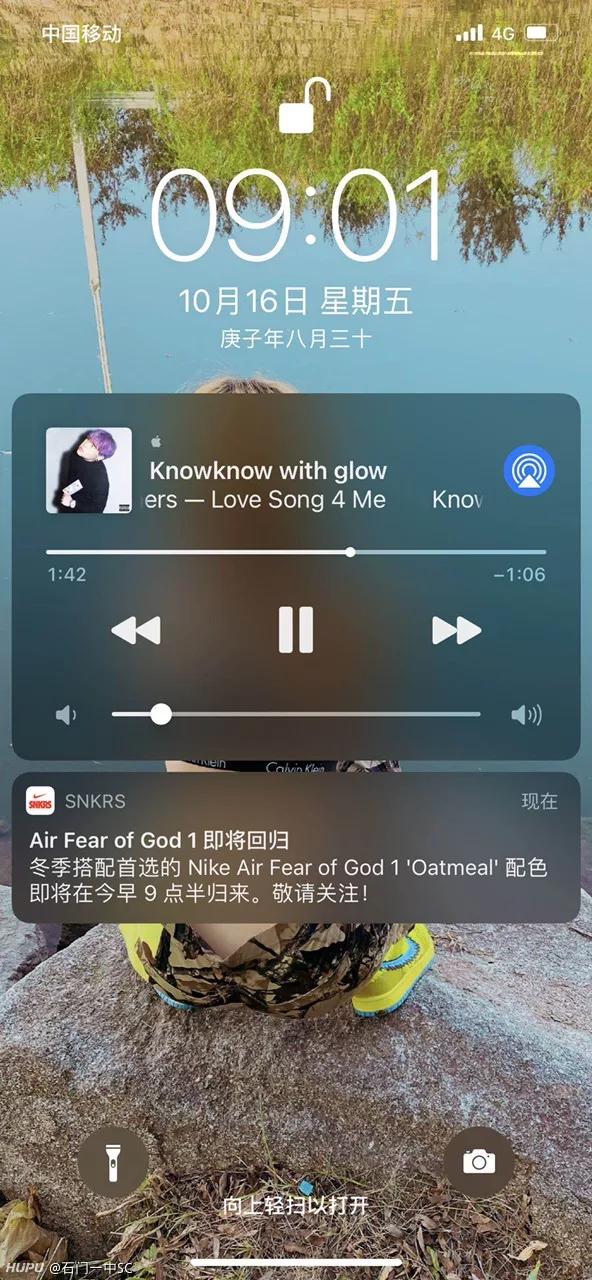 中国移动
4G
09:01
10月16日 星期五
庚子年八月三十
Knowknow with glow
ers — Love Song 4 Me Know
1:42
−1:06
Calvin Klein
SNKRS
SNKRS
现在
Air Fear of God 1 即将回归
冬季搭配首选的 Nike Air Fear of God 1 'Oatmeal' 配色
即将在今早 9 点半归来。敬请关注！
向上轻扫以打开
HUPU @石门一中SC